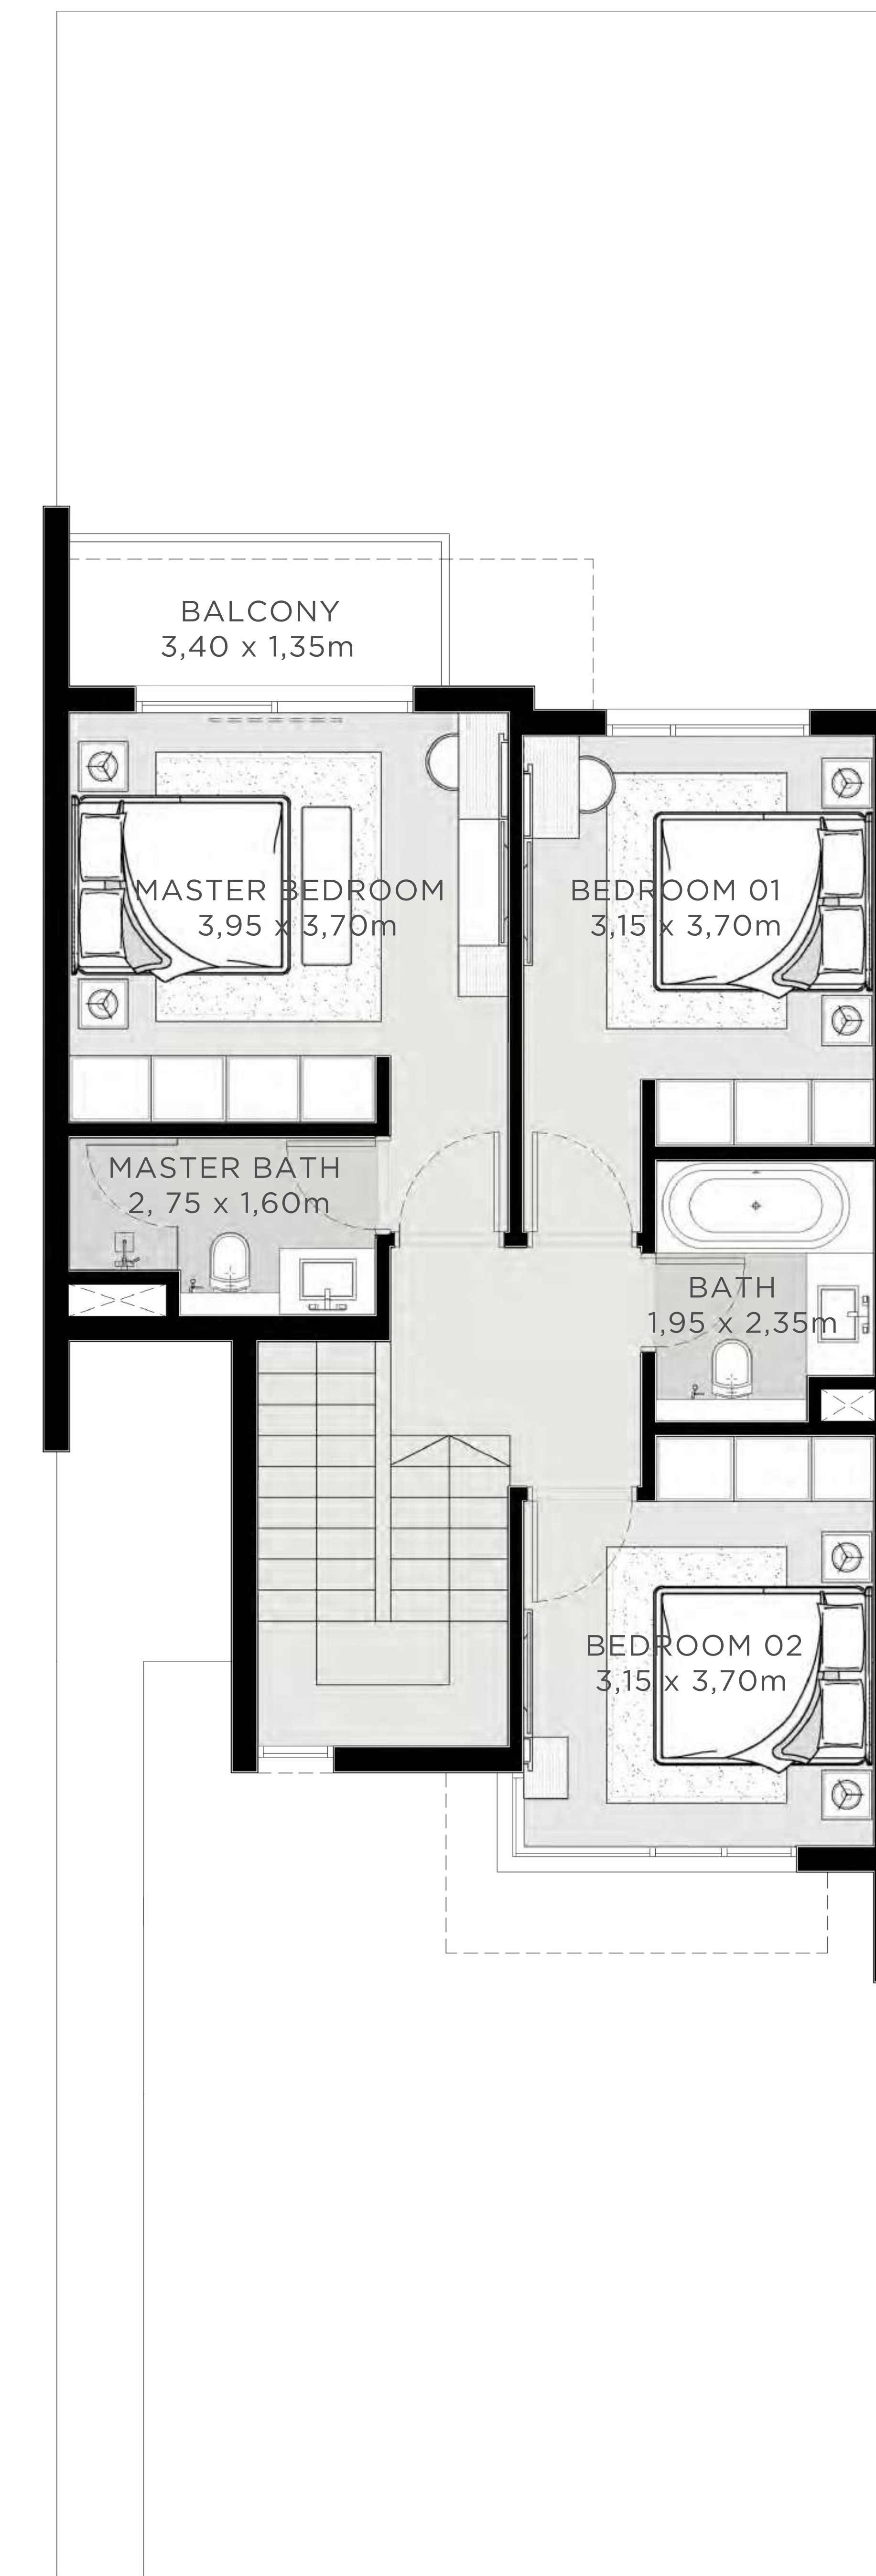 BALCONY
3,40 x 1,35m
MASTER BEDROOM
3,95 x 3,70m
BEDROOM 01
3,15 x 3,70m
MASTER BATH
2, 75 x 1,60m
BATH
1,95 x 2,35m
BEDROOM 02
3,15 x 3,70m